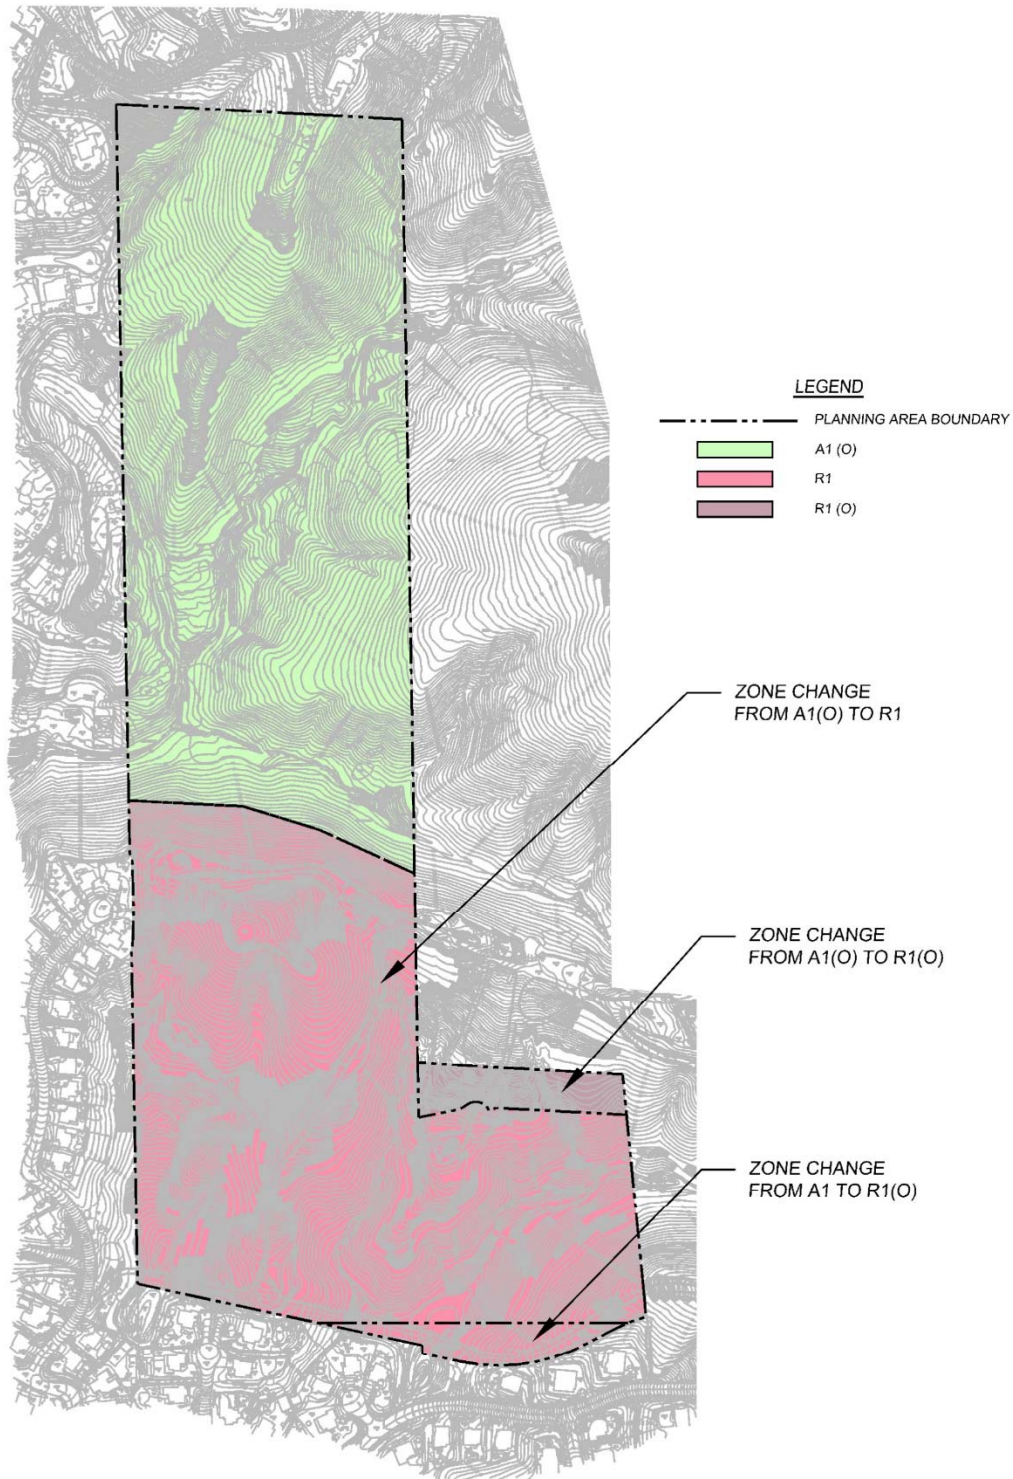 LEGEND
PLANNING AREA BOUNDARY
A1 (O)
R1
R1 (O)
ZONE CHANGE
FROM A1(O) TO R1
ZONE CHANGE
FROM A1(O) TO R1(O)
ZONE CHANGE
FROM A1 TO R1(O)